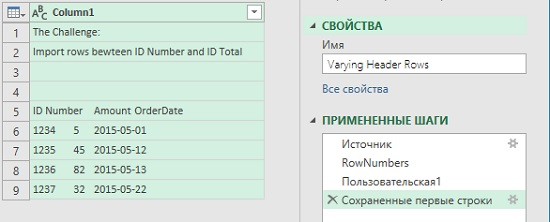 ABC Column1
1 The Challenge:
2 Import rows bewteen ID Number and ID Total
3
4
5 ID Number Amount OrderDate
6 1234 5 2015-05-01
7 1235 45 2015-05-12
8 1236 82 2015-05-13
9 1237 32 2015-05-22
СВОЙСТВА
Имя
Varying Header Rows
Все свойства
ПРИМЕНЕННЫЕ ШАГИ
Источник
RowNumbers
Пользовательская1
Сохраненные первые строки